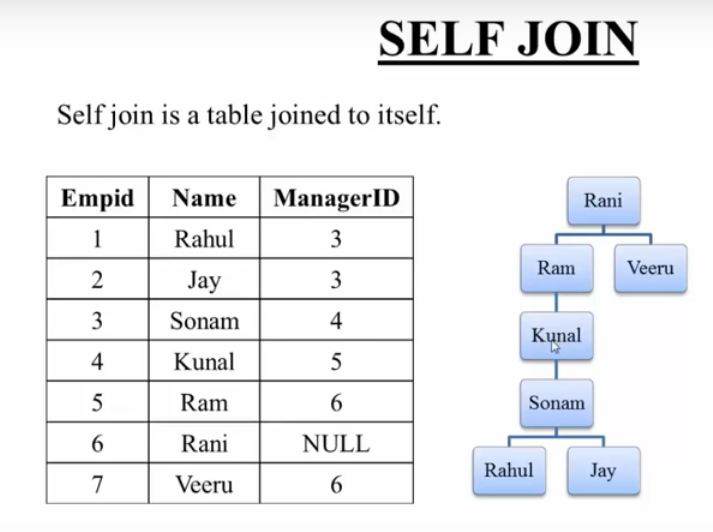 SELF JOIN
Self join is a table joined to itself.
Empid Name ManagerID
1 Rahul 3
2 Jay 3
3 Sonam 4
4 Kunal 5
5 Ram 6
6 Rani NULL
7 Veeru 6
Rani
Ram Veeru
Kunal
Sonam
Rahul Jay